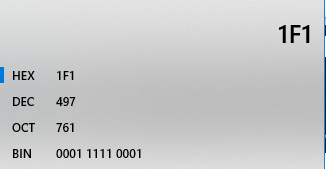 1F1
HEX 1F1
DEC 497
OCT 761
BIN 0001 1111 0001